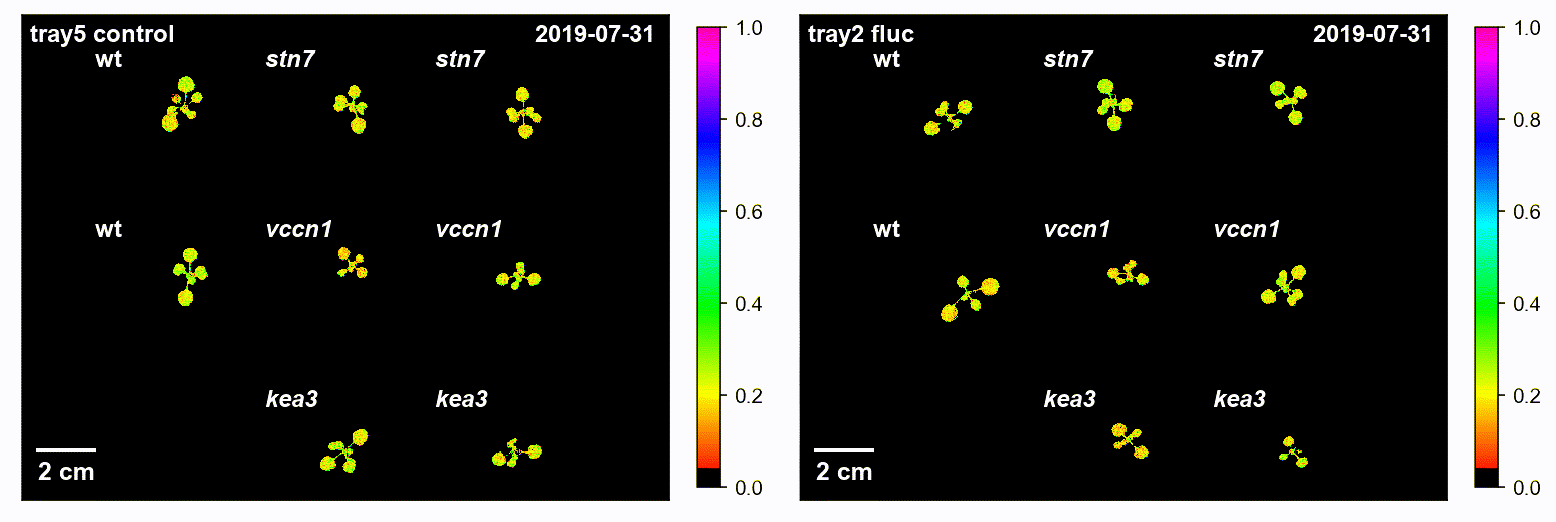 tray5 control 2019-07-31
wt stn7 stn7
wt vccn1 vccn1
kea3 kea3
2 cm
1.0
0.8
0.6
0.4
0.2
0.0
tray2 fluc 2019-07-31
wt stn7 stn7
wt vccn1 vccn1
kea3 kea3
2 cm
1.0
0.8
0.6
0.4
0.2
0.0